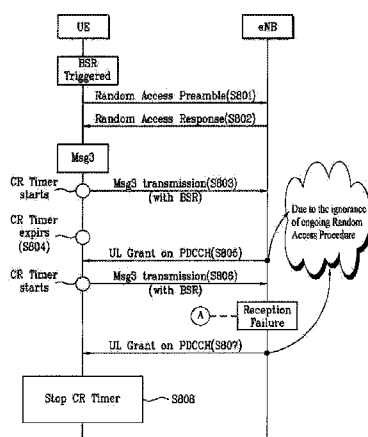 UE
eNB
BSR
Triggered
Random Access Preamble(S801)
Random Access Response(S802)
Msg3
CR Timer
starts
Msg3 transmission(S803)
(with BSR)
Due to the ignorance
of ongoing Random
Access Procedure
CR Timer
expirs
(S804)
UL Grant on PDCCH(S805)
CR Timer
starts
Msg3 transmission(S806)
(with BSR)
A
Reception
Failure
UL Grant on PDCCH(S807)
Stop CR Timer
S808